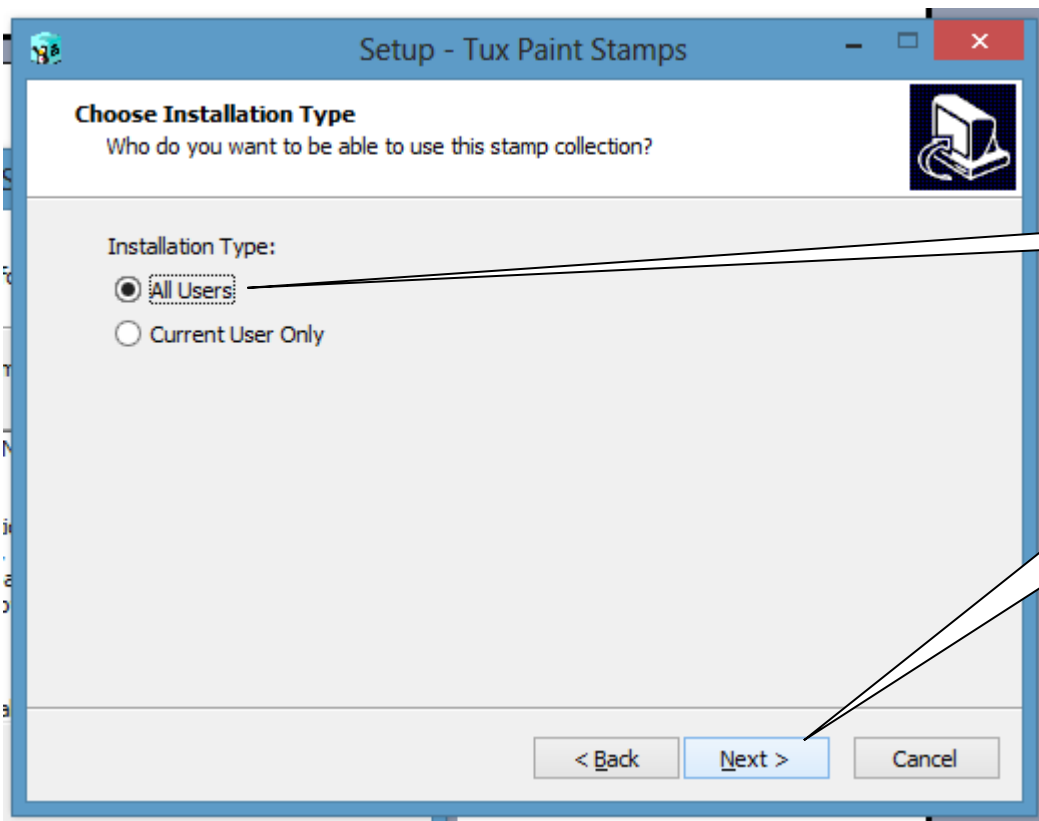 Setup - Tux Paint Stamps
Choose Installation Type
Who do you want to be able to use this stamp collection?
Installation Type:
All Users
Current User Only
< Back
Next >
Cancel